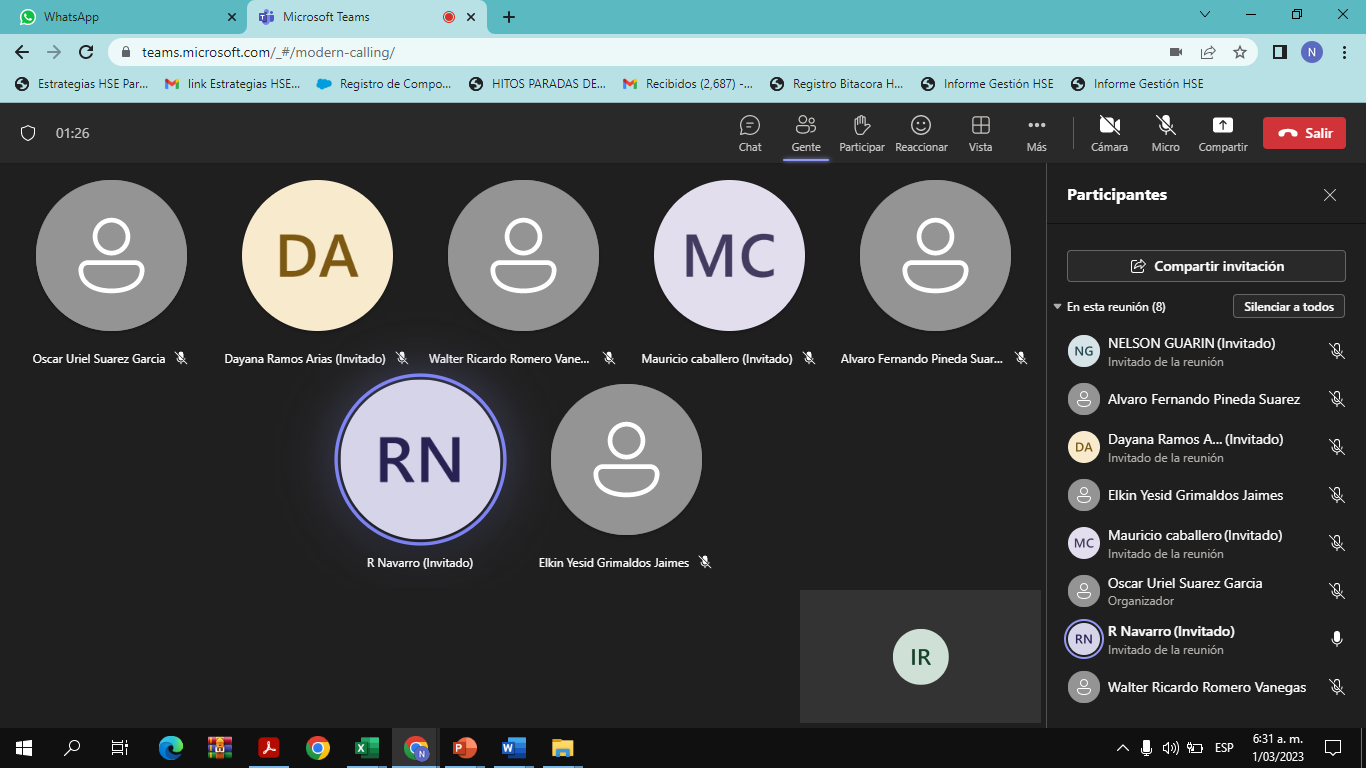 WhatsApp
Microsoft Teams
teams.microsoft.com/_#/modern-calling/
N
Estrategias HSE Par...
link Estrategias HSE...
Registro de Compo...
HITOS PARADAS DE...
Recibidos (2,687) -...
Registro Bitacora H...
Informe Gestión HSE
Informe Gestión HSE
01:26
Chat
Gente
Participar
Reaccionar
Vista
Más
Cámara
Micro
Compartir
Salir
DA
MC
Oscar Uriel Suarez Garcia
Dayana Ramos Arias (Invitado)
Walter Ricardo Romero Vane...
Mauricio caballero (Invitado)
Alvaro Fernando Pineda Suar...
RN
R Navarro (Invitado)
Elkin Yesid Grimaldos Jaimes
IR
Participantes
Compartir invitación
En esta reunión (8)
Silenciar a todos
NG
NELSON GUARIN (Invitado)
Invitado de la reunión
Alvaro Fernando Pineda Suarez
DA
Dayana Ramos A... (Invitado)
Invitado de la reunión
Elkin Yesid Grimaldos Jaimes
MC
Mauricio caballero (Invitado)
Invitado de la reunión
Oscar Uriel Suarez Garcia
Organizador
RN
R Navarro (Invitado)
Invitado de la reunión
Walter Ricardo Romero Vanegas
ESP
6:31 a. m.
1/03/2023